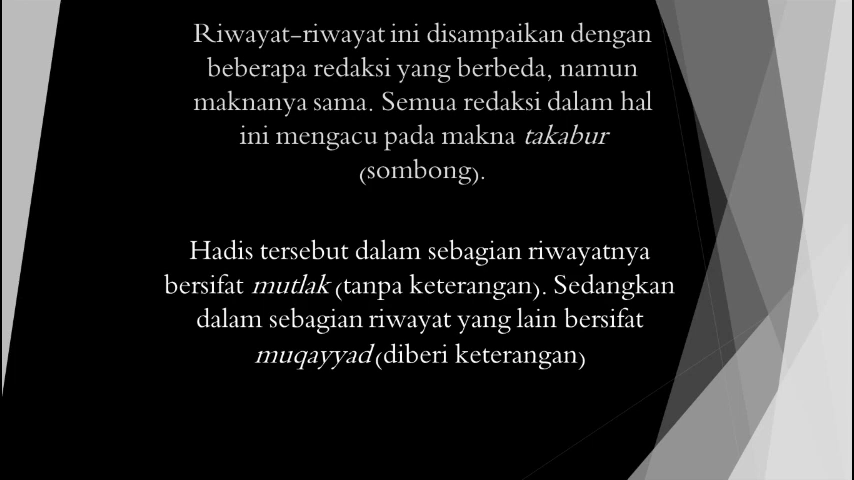 Riwayat-riwayat ini disampaikan dengan
beberapa redaksi yang berbeda, namun
maknanya sama. Semua redaksi dalam hal
ini mengacu pada makna takabur
(sombong).
Hadis tersebut dalam sebagian riwayatnya
bersifat mutlak (tanpa keterangan). Sedangkan
dalam sebagian riwayat yang lain bersifat
muqayyad (diberi keterangan)